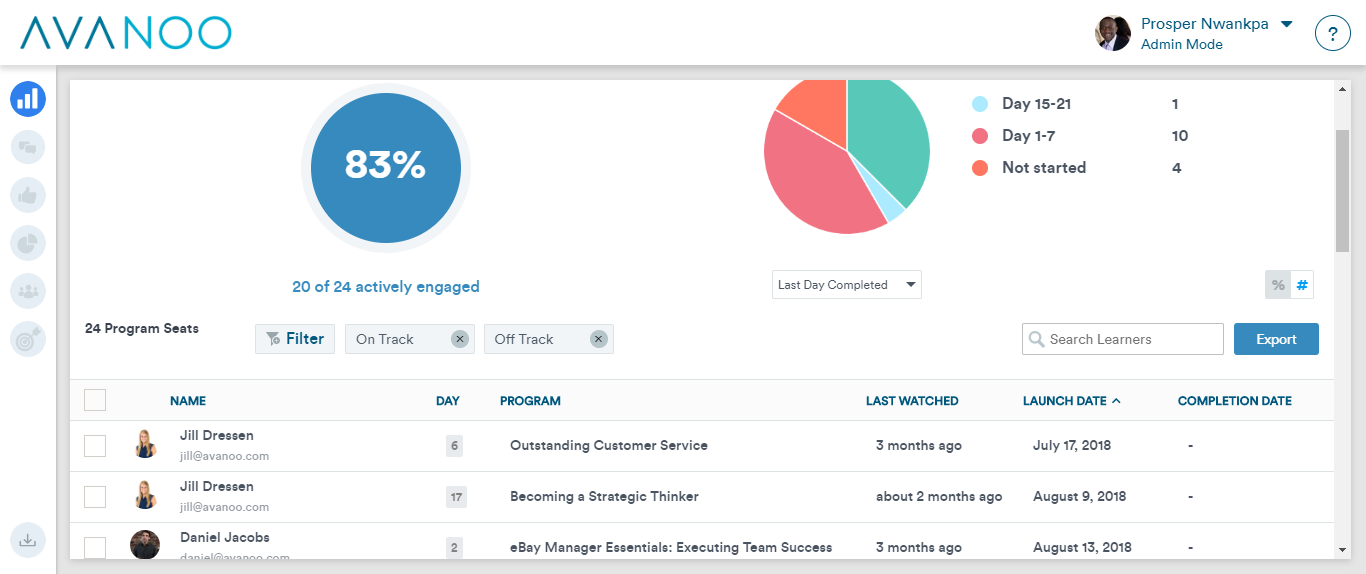 AVANOO
Prosper Nwankpa
Admin Mode
?
83%
20 of 24 actively engaged
Day 15-21 1
Day 1-7 10
Not started 4
Last Day Completed
% #
24 Program Seats
Filter
On Track
Off Track
Search Learners
Export
NAME DAY PROGRAM LAST WATCHED LAUNCH DATE COMPLETION DATE
Jill Dressen 6 Outstanding Customer Service 3 months ago July 17, 2018 -
jill@avanoo.com
Jill Dressen 17 Becoming a Strategic Thinker about 2 months ago August 9, 2018 -
jill@avanoo.com
Daniel Jacobs 2 eBay Manager Essentials: Executing Team Success 3 months ago August 13, 2018 -
daniel@avanoo.com